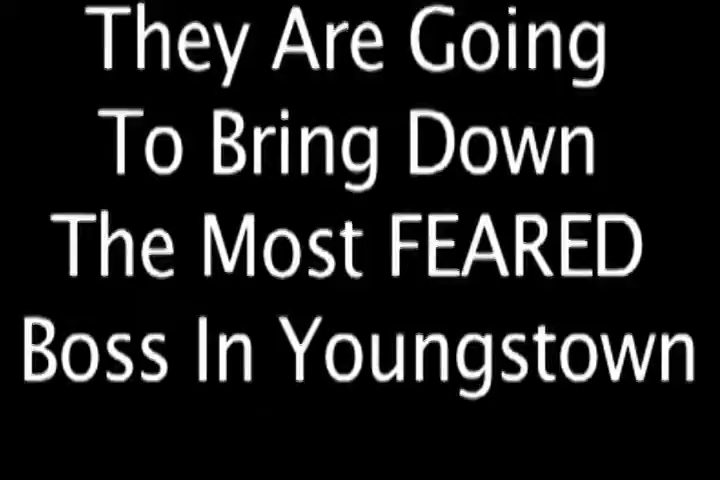 They Are Going
To Bring Down
The Most FEARED
Boss In Youngstown